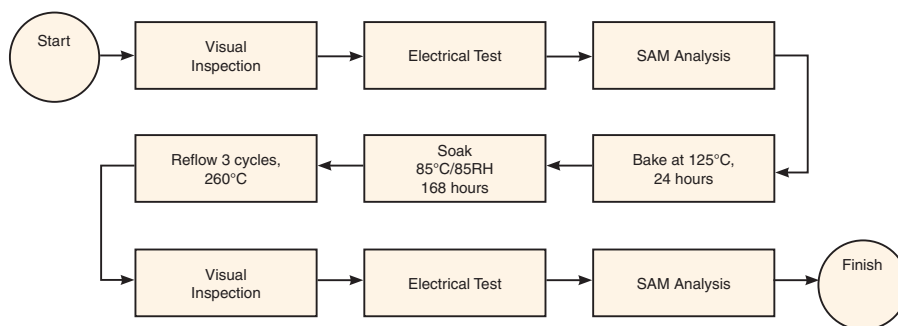 Start
Visual
Inspection
Electrical Test
SAM Analysis
Reflow 3 cycles,
260°C
Soak
85°C/85RH
168 hours
Bake at 125°C,
24 hours
Visual
Inspection
Electrical Test
SAM Analysis
Finish